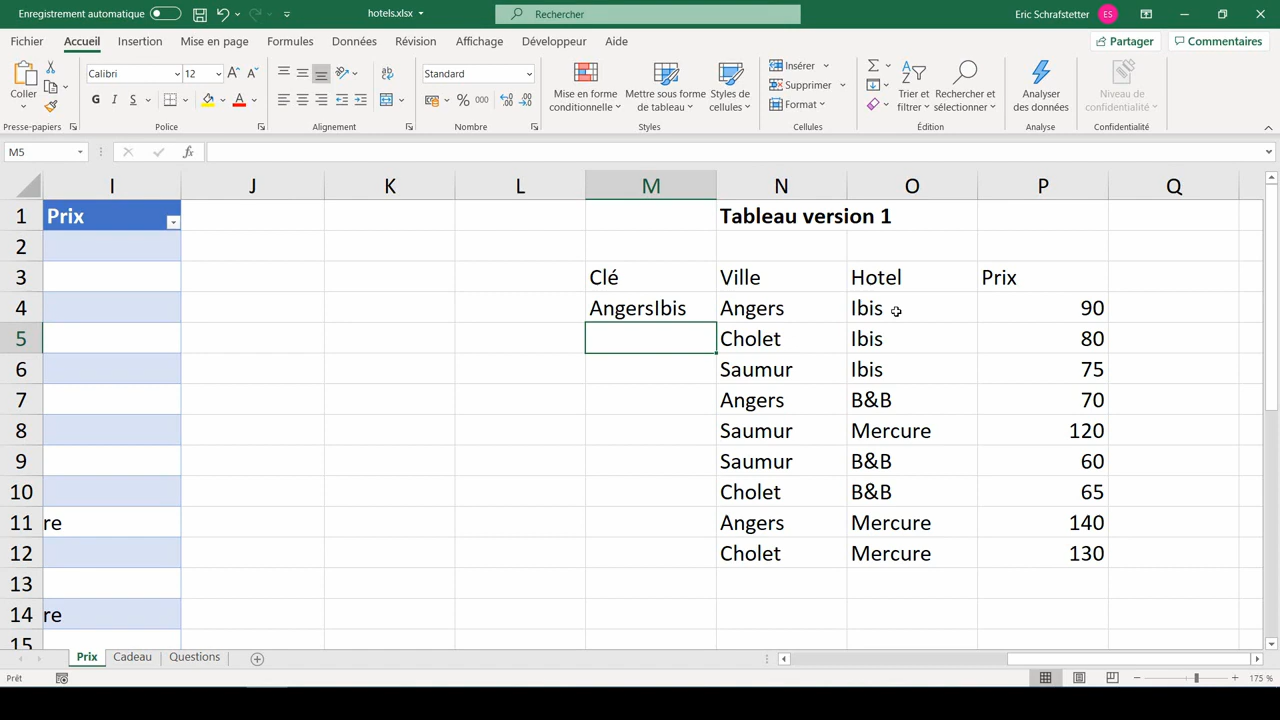 Enregistrement automatique
hotels.xlsx
Rechercher
Eric Schrafstetter
ES
Fichier Accueil Insertion Mise en page Formules Données Révision Affichage Développeur Aide
Partager
Commentaires
Coller
Calibri 12
G I S
Standard
% 000
Mise en forme conditionnelle
Mettre sous forme de tableau
Styles de cellules
Insérer
Supprimer
Format
Trier et filtrer
Rechercher et sélectionner
Analyser des données
Niveau de confidentialité
Presse-papiers Police Alignement Nombre Styles Cellules Édition Analyse Confidentialité
M5 fx
I J K L M N O P Q
1 Prix Tableau version 1
2
3 Clé Ville Hotel Prix
4 AngersIbis Angers Ibis 90
5 Cholet Ibis 80
6 Saumur Ibis 75
7 Angers B&B 70
8 Saumur Mercure 120
9 Saumur B&B 60
10 Cholet B&B 65
11 re Angers Mercure 140
12 Cholet Mercure 130
13
14 re
15
Prix Cadeau Questions
Prêt
175 %